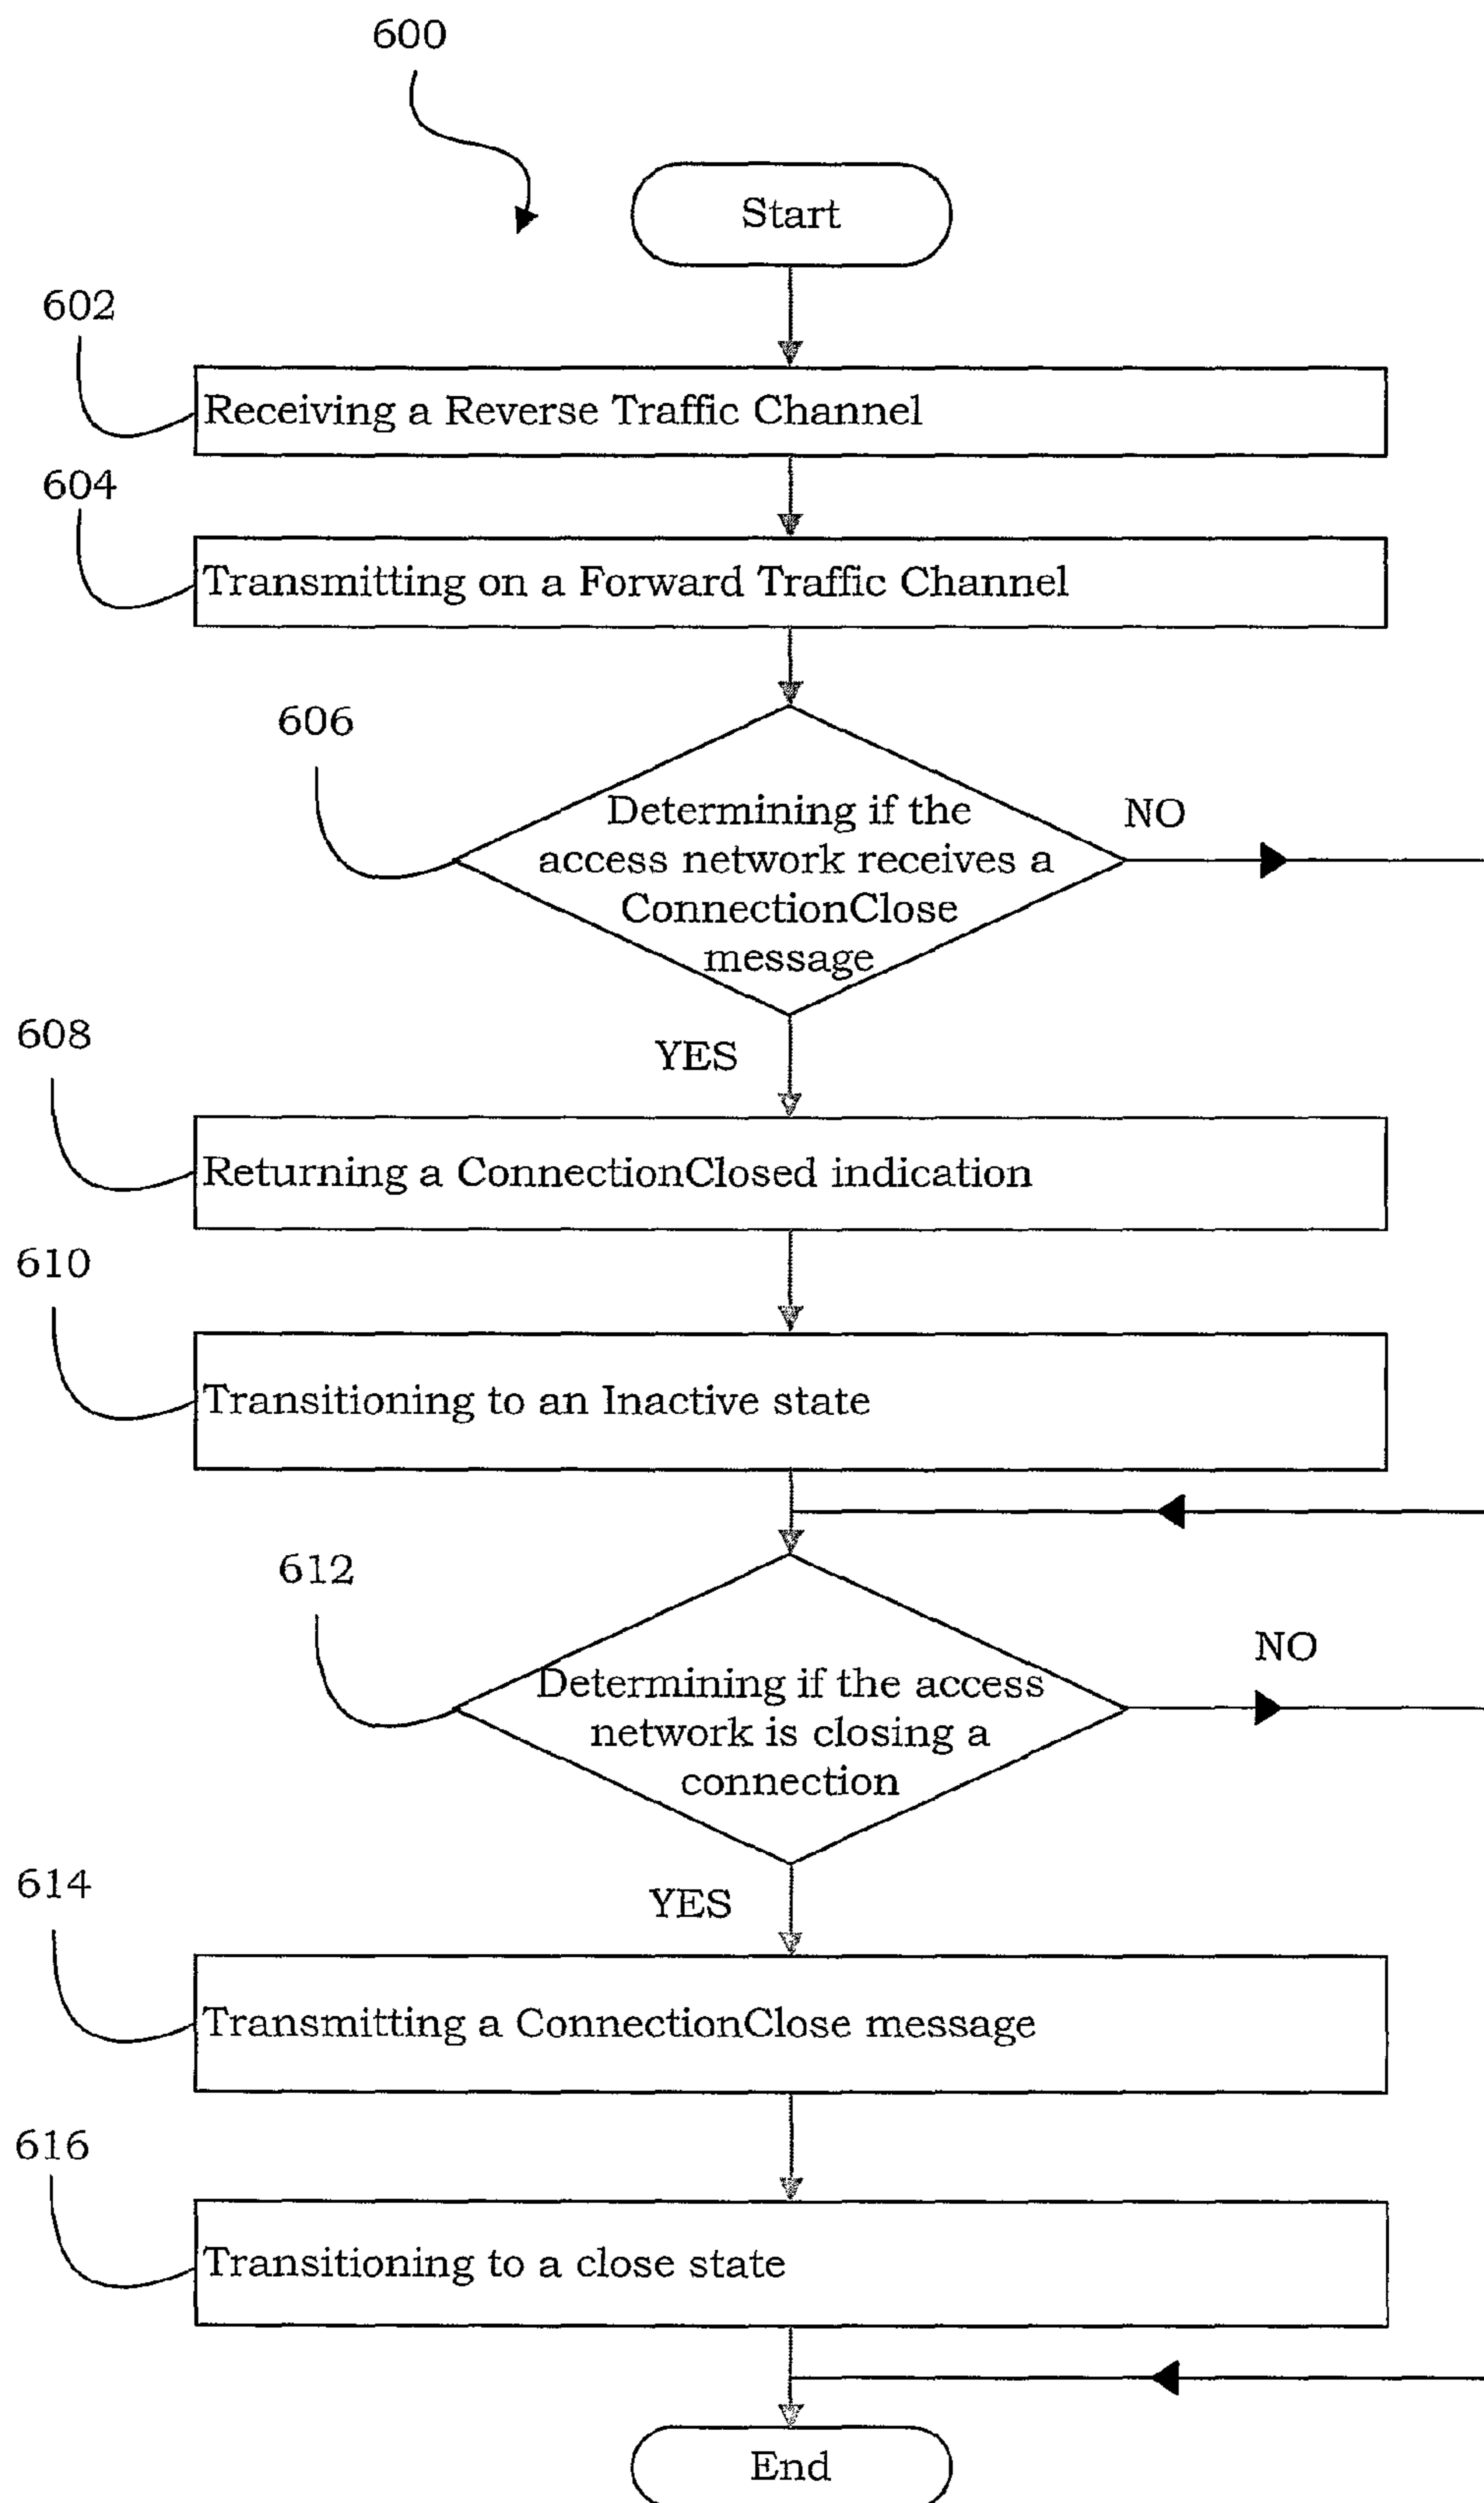 600
Start
602
Receiving a Reverse Traffic Channel
604
Transmitting on a Forward Traffic Channel
606
Determining if the
access network receives a
ConnectionClose
message
NO
YES
608
Returning a ConnectionClosed indication
610
Transitioning to an Inactive state
612
Determining if the access
network is closing a
connection
NO
YES
614
Transmitting a ConnectionClose message
616
Transitioning to a close state
End